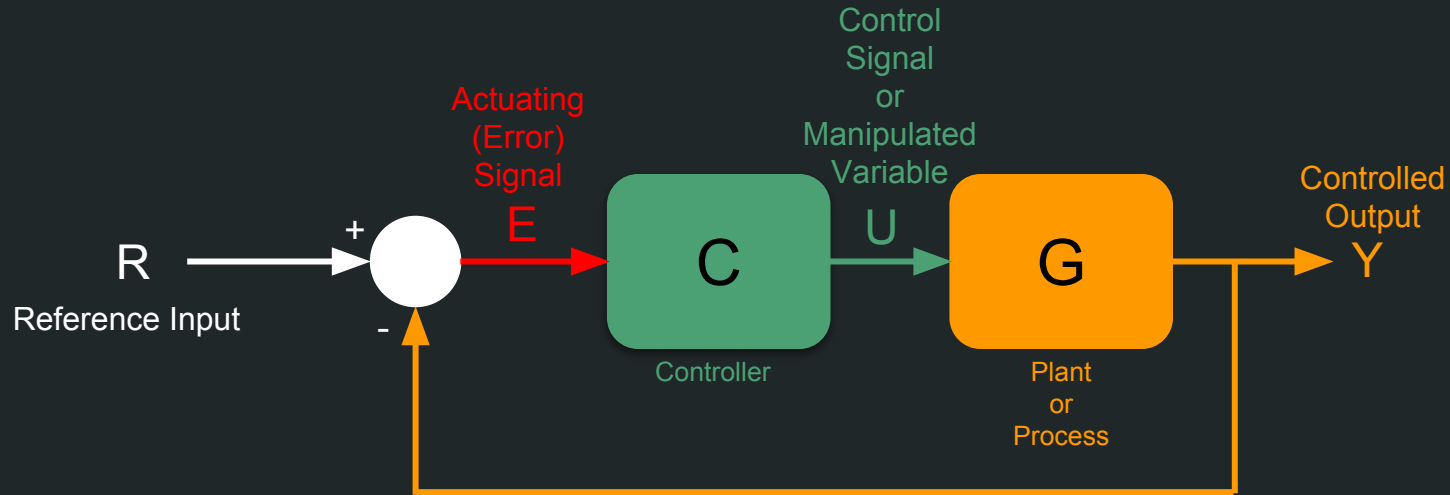 Control
Signal
or
Manipulated
Variable
U
Actuating
(Error)
Signal
E
Controlled
Output
Y
+
R
Reference Input
-
C
Controller
G
Plant
or
Process